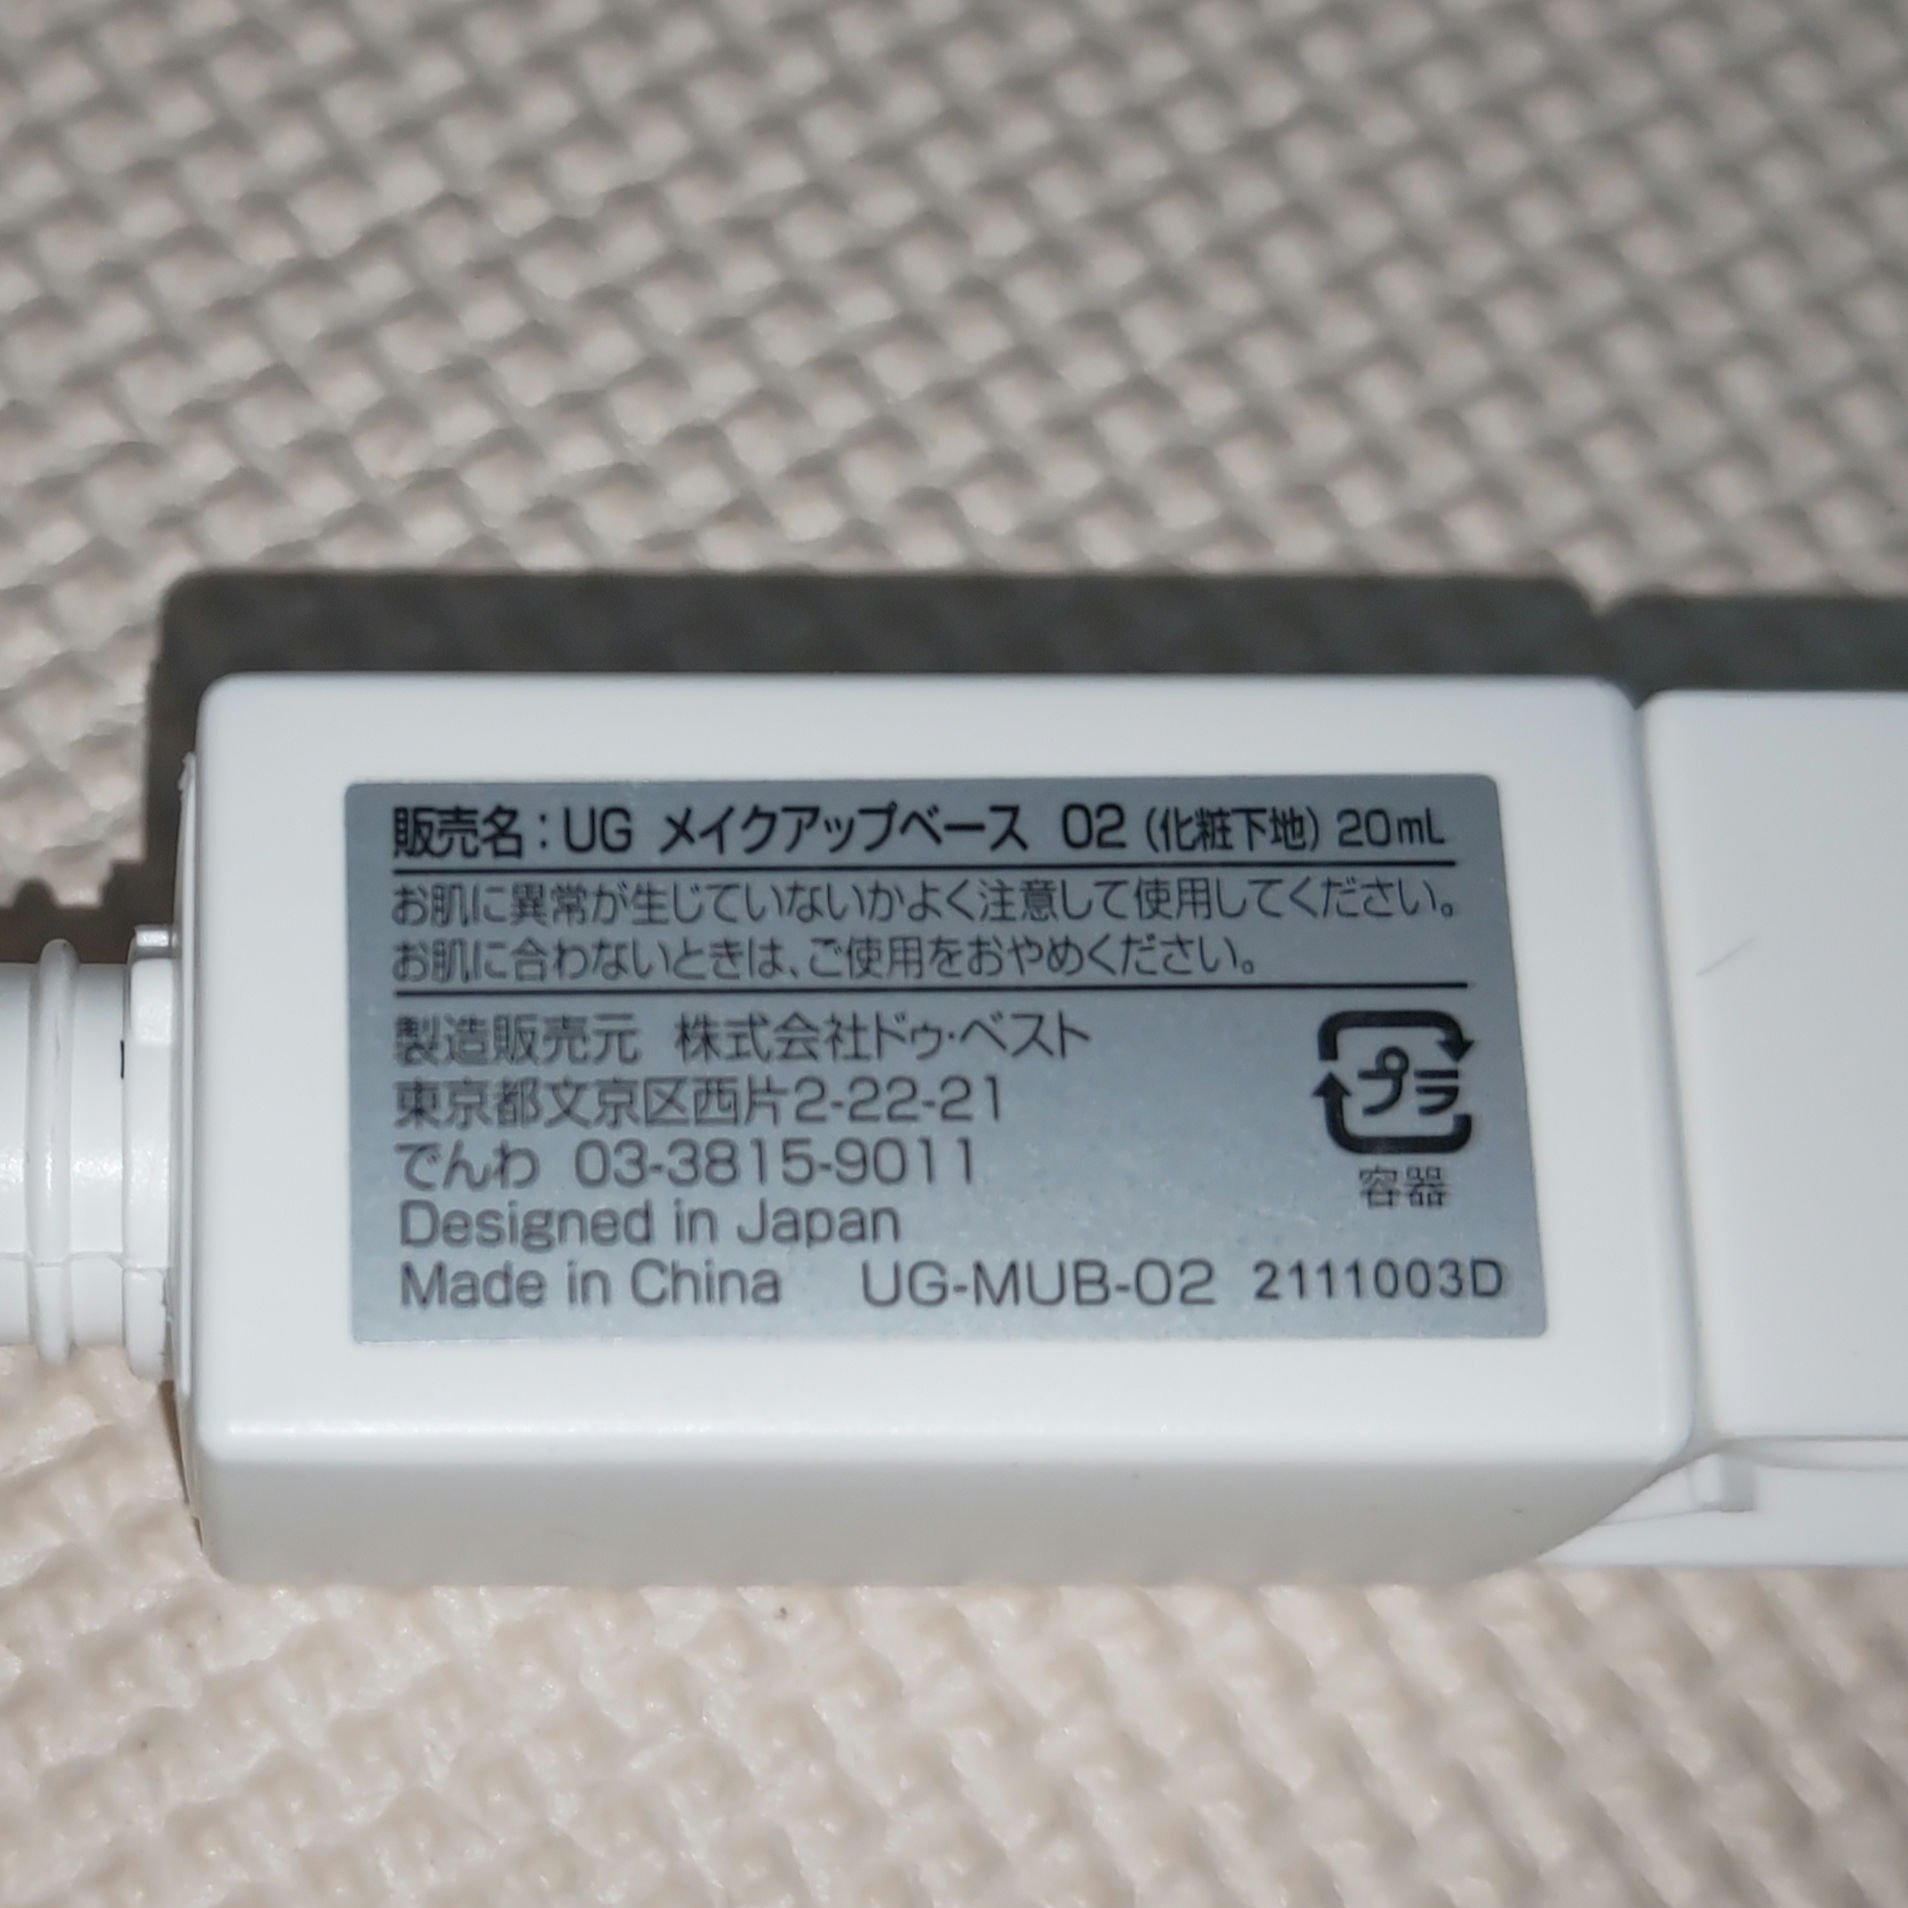 販売名：UG メイクアップベース 02（化粧下地）20mL
お肌に異常が生じていないかよく注意して使用してください。
お肌に合わないときは、ご使用をおやめください。
製造販売元 株式会社ドゥ・ベスト
東京都文京区西片2-22-21
でんわ 03-3815-9011
Designed in Japan
Made in China UG-MUB-02 2111003D
プラ
容器